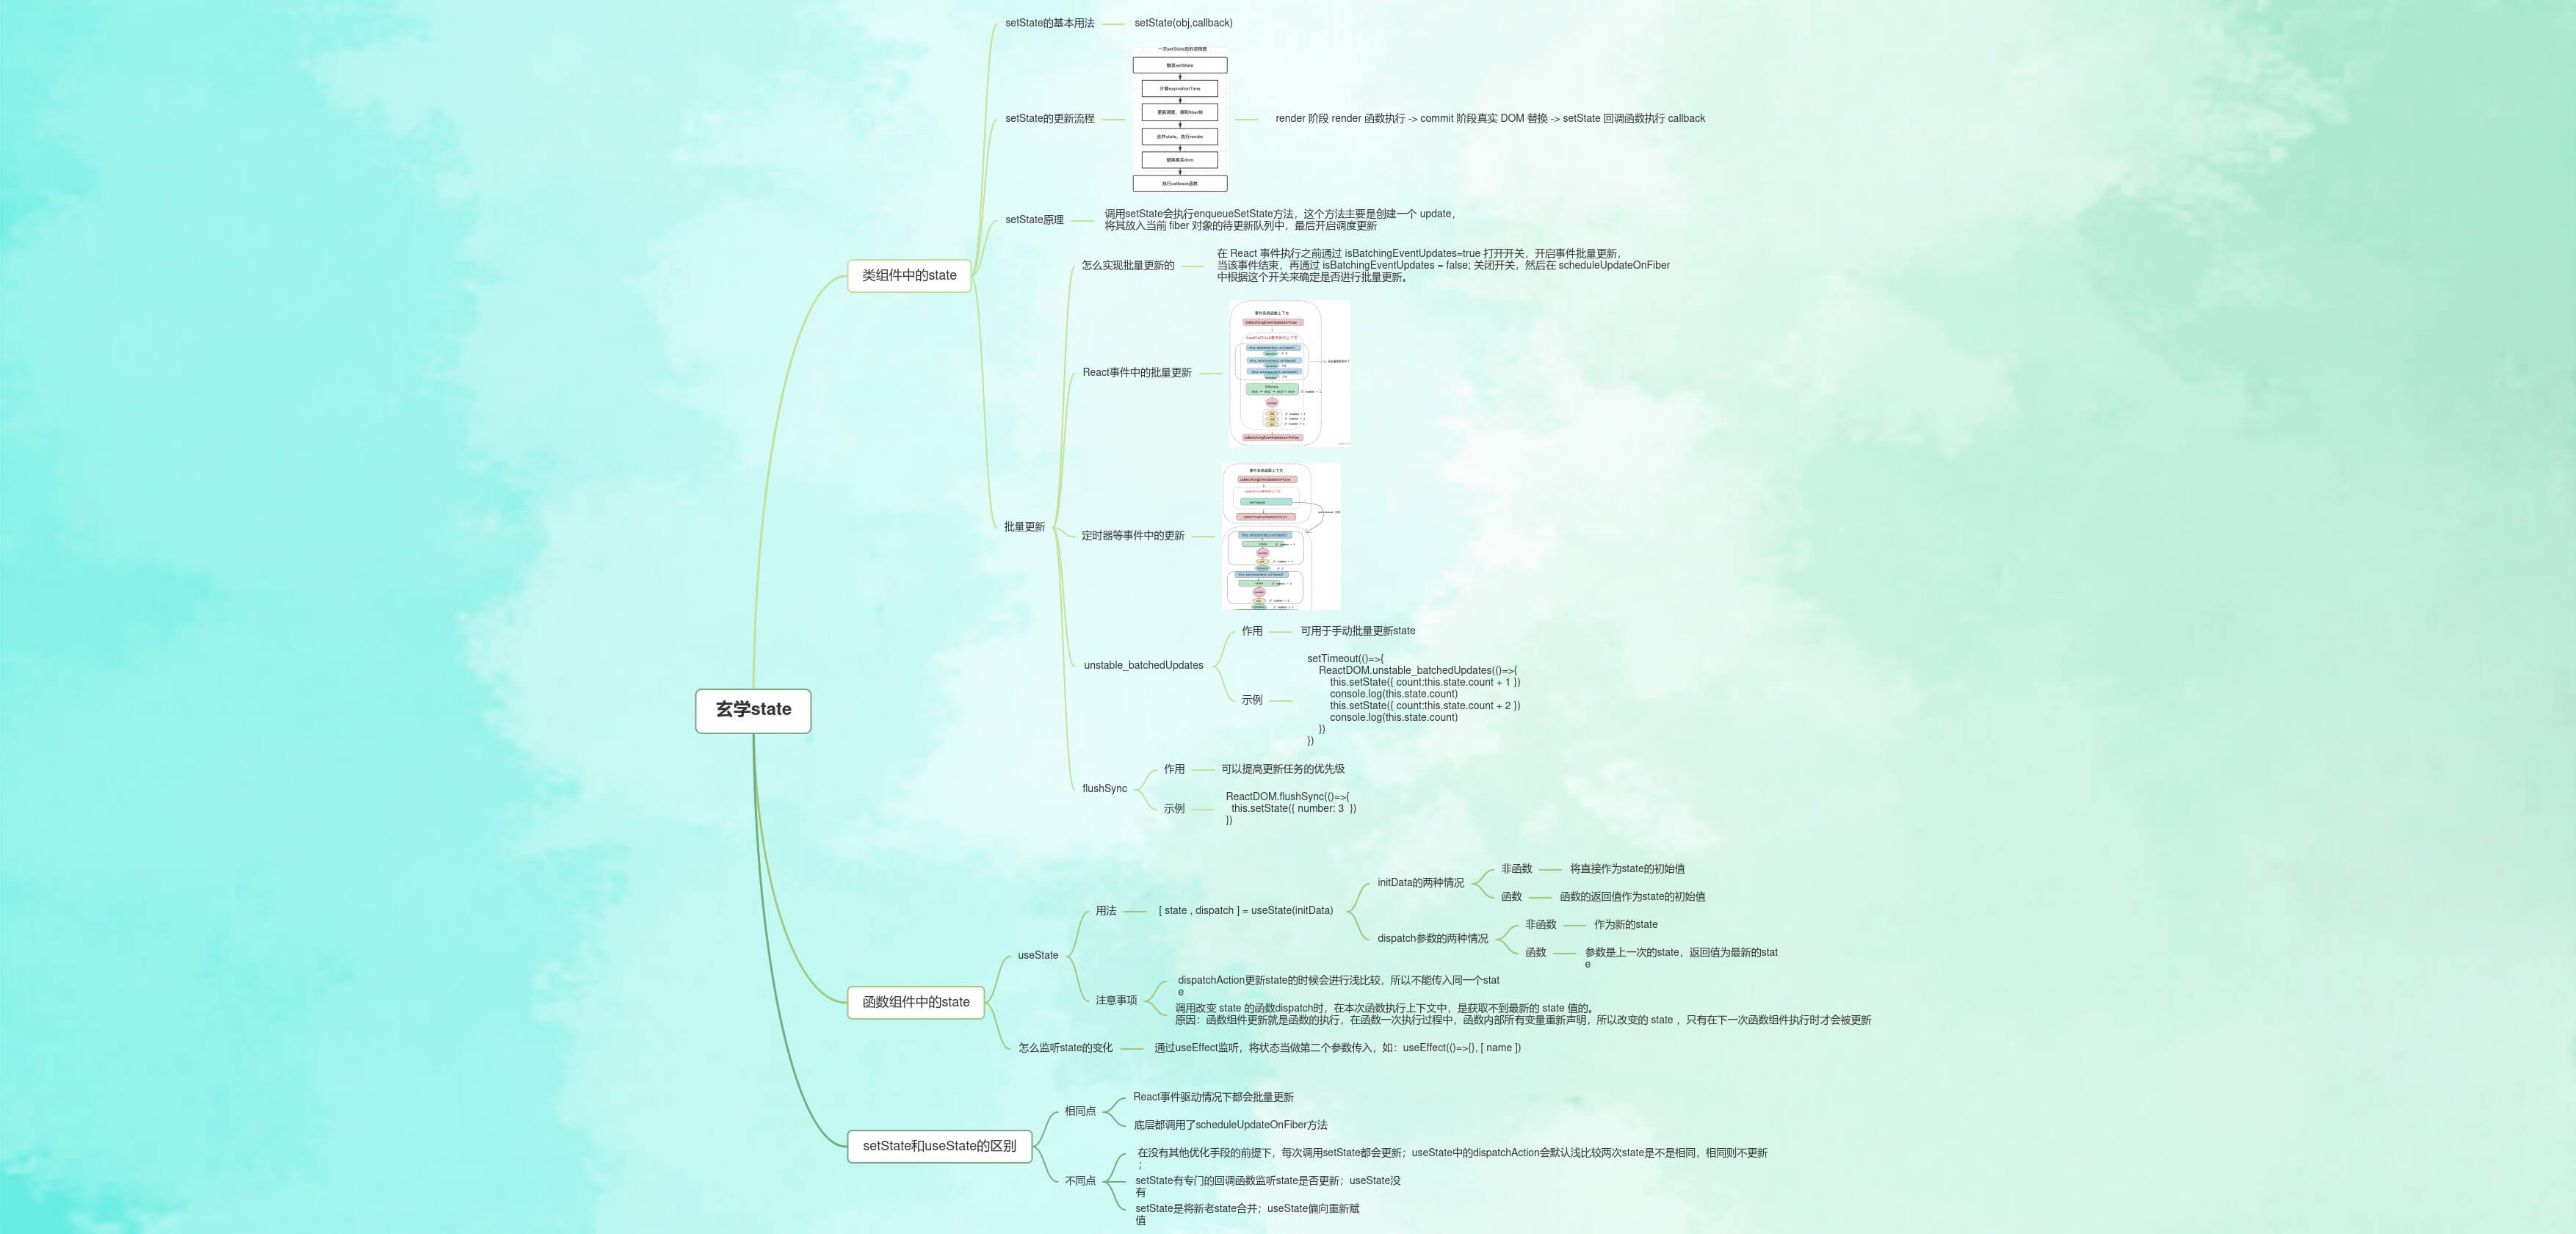 setState的基本用法
setState(obj,callback)
一次setState后的流程图
触发setState
计算expirationTime
更新调度，调和fiber树
合并state，执行render
替换真实dom
执行callback函数
setState的更新流程
render 阶段 render 函数执行 -> commit 阶段真实 DOM 替换 -> setState 回调函数执行 callback
setState原理
调用setState会执行enqueueSetState方法，这个方法主要是创建一个 update，
将其放入当前 fiber 对象的待更新队列中，最后开启调度更新
类组件中的state
怎么实现批量更新的
在 React 事件执行之前通过 isBatchingEventUpdates=true 打开开关，开启事件批量更新，
当该事件结束，再通过 isBatchingEventUpdates = false; 关闭开关，然后在 scheduleUpdateOnFiber
中根据这个开关来确定是否进行批量更新。
React事件中的批量更新
事件系统函数上下文
isBatchingEventUpdates=true
handleClick事件执行上下文
isBatchingEventUpdates=false
批量更新
定时器等事件中的更新
事件系统函数上下文
isBatchingEventUpdates=true
setTimeout
isBatchingEventUpdates=false
unstable_batchedUpdates
作用
可用于手动批量更新state
示例
setTimeout(()=>{
ReactDOM.unstable_batchedUpdates(()=>{
this.setState({ count:this.state.count + 1 })
console.log(this.state.count)
this.setState({ count:this.state.count + 2 })
console.log(this.state.count)
})
})
玄学state
flushSync
作用
可以提高更新任务的优先级
示例
ReactDOM.flushSync(()=>{
this.setState({ number: 3  })
})
函数组件中的state
useState
用法
[ state , dispatch ] = useState(initData)
initData的两种情况
非函数
将直接作为state的初始值
函数
函数的返回值作为state的初始值
dispatch参数的两种情况
非函数
作为新的state
函数
参数是上一次的state，返回值为最新的stat
e
注意事项
dispatchAction更新state的时候会进行浅比较，所以不能传入同一个stat
e
调用改变 state 的函数dispatch时，在本次函数执行上下文中，是获取不到最新的 state 值的。
原因：函数组件更新就是函数的执行，在函数一次执行过程中，函数内部所有变量重新声明，所以改变的 state ，只有在下一次函数组件执行时才会被更新
怎么监听state的变化
通过useEffect监听，将状态当做第二个参数传入，如：useEffect(()=>{}, [ name ])
setState和useState的区别
相同点
React事件驱动情况下都会批量更新
底层都调用了scheduleUpdateOnFiber方法
不同点
在没有其他优化手段的前提下，每次调用setState都会更新；useState中的dispatchAction会默认浅比较两次state是不是相同，相同则不更新
；
setState有专门的回调函数监听state是否更新；useState没
有
setState是将新老state合并；useState偏向重新赋
值